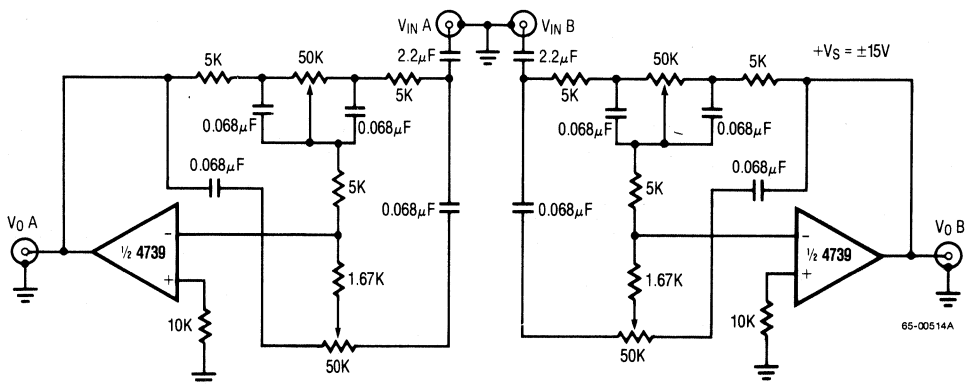 V_IN A
V_IN B
2.2μF
2.2μF
+V_S = ±15V
5K
50K
5K
5K
50K
5K
0.068μF
0.068μF
0.068μF
0.068μF
0.068μF
5K
0.068μF
0.068μF
5K
0.068μF
V_O A
½ 4739
−
+
1.67K
10K
50K
V_O B
½ 4739
−
+
1.67K
10K
50K
65-00514A